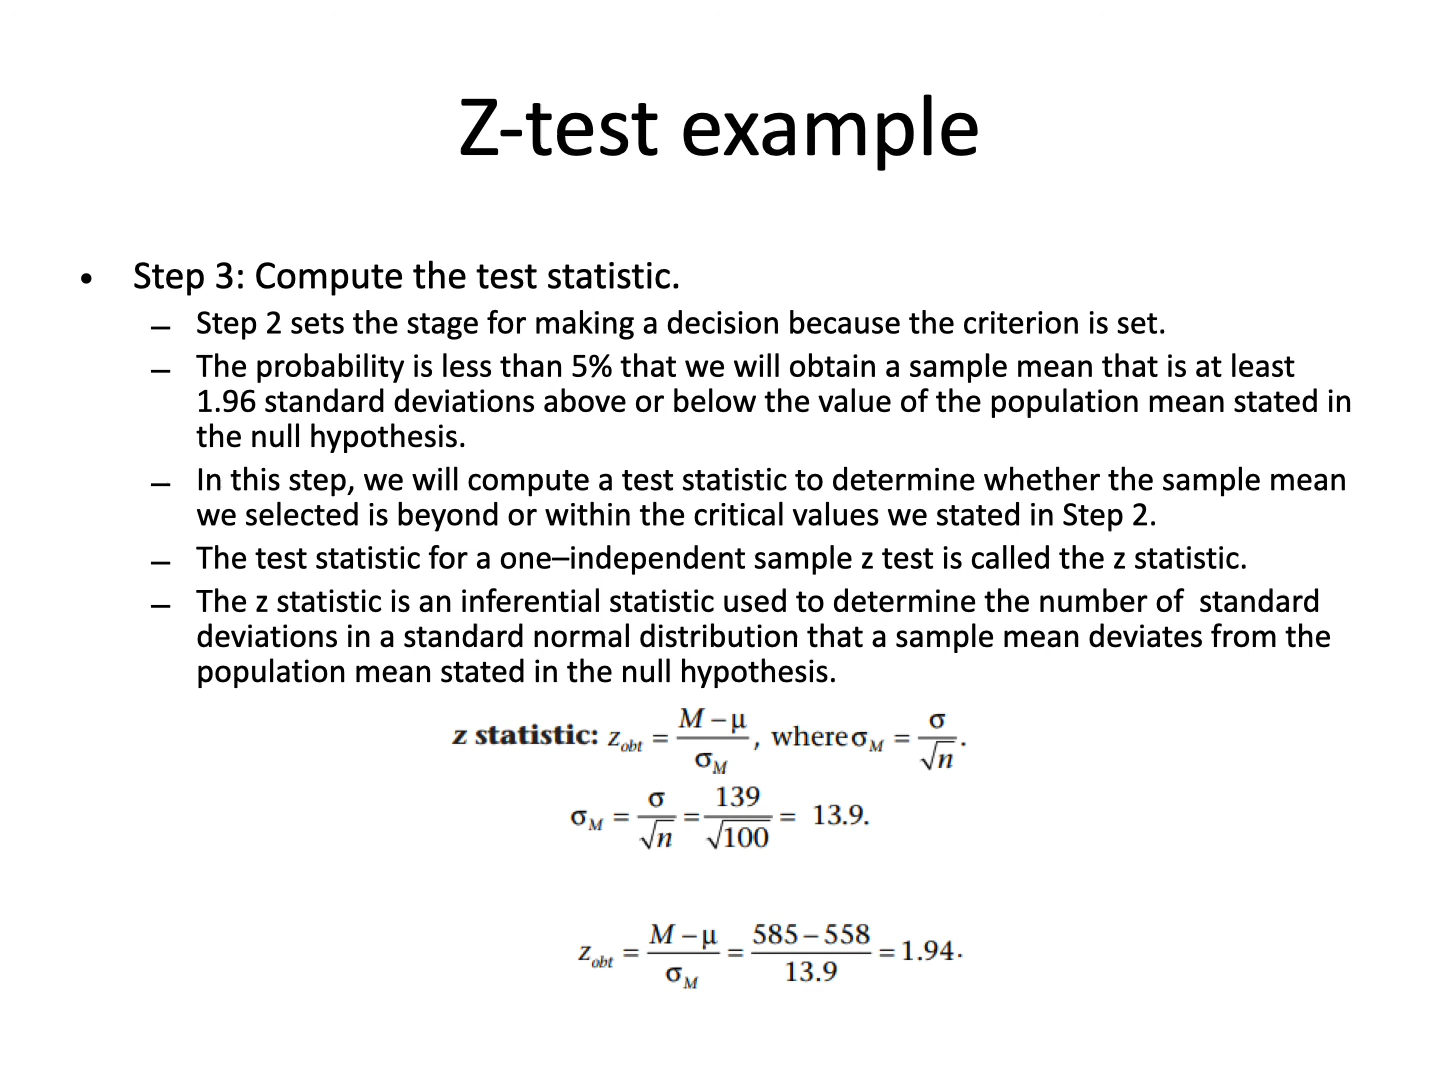 Z-test example
• Step 3: Compute the test statistic.
– Step 2 sets the stage for making a decision because the criterion is set.
– The probability is less than 5% that we will obtain a sample mean that is at least
1.96 standard deviations above or below the value of the population mean stated in
the null hypothesis.
– In this step, we will compute a test statistic to determine whether the sample mean
we selected is beyond or within the critical values we stated in Step 2.
– The test statistic for a one–independent sample z test is called the z statistic.
– The z statistic is an inferential statistic used to determine the number of  standard
deviations in a standard normal distribution that a sample mean deviates from the
population mean stated in the null hypothesis.
z statistic: z_obt = (M – μ)/σ_M, where σ_M = σ/√n.
σ_M = σ/√n = 139/√100 = 13.9.
z_obt = (M – μ)/σ_M = (585 – 558)/13.9 = 1.94.